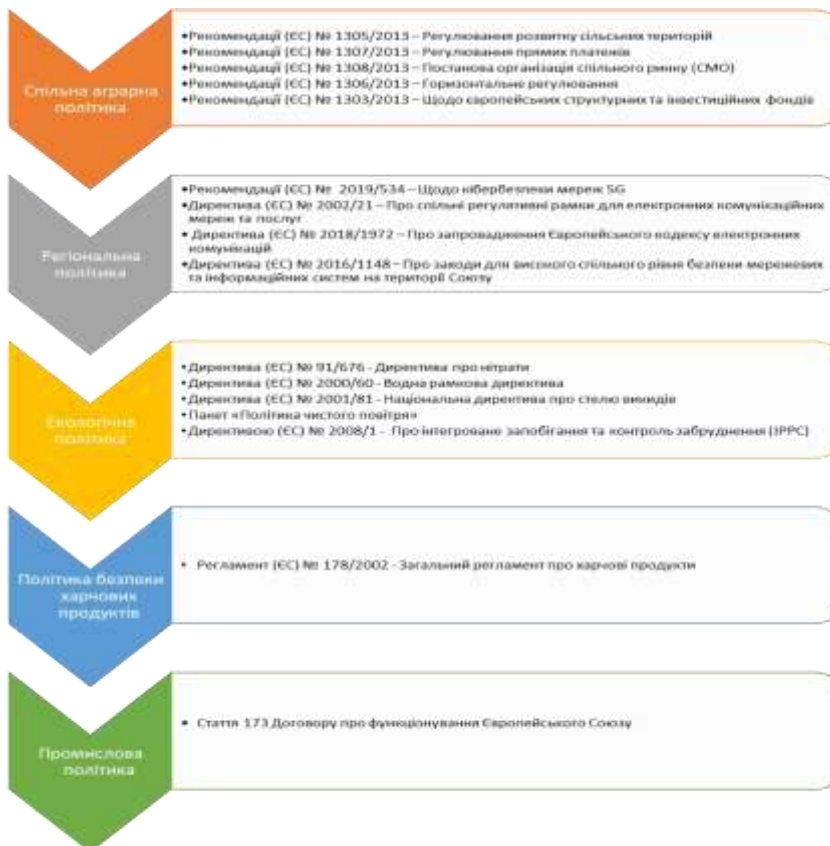 Спільна аграрна
політика
•Рекомендації (ЄС) № 1305/2013 – Регулювання розвитку сільських територій
•Рекомендації (ЄС) № 1307/2013 – Регулювання прямих платежів
•Рекомендації (ЄС) № 1308/2013 – Постанова організація спільного ринку (СМО)
•Рекомендації (ЄС) № 1306/2013 – Горизонтальне регулювання
•Рекомендації (ЄС) № 1303/2013 – Щодо європейських структурних та інвестиційних фондів
Регіональна
політика
•Рекомендації (ЄС) № 2019/534 – Щодо кібербезпеки мереж 5G
•Директива (ЄС) № 2002/21 – Про спільні регулятивні рамки для електронних комунікаційних
мереж та послуг
• Директива (ЄС) № 2018/1972 – Про запровадження Європейського кодексу електронних
комунікацій
•Директива (ЄС) № 2016/1148 – Про заходи для високого спільного рівня безпеки мережевих
та інформаційних систем на території Союзу
Екологічна
політика
•Директива (ЄС) № 91/676 - Директива про нітрати
•Директива (ЄС) № 2000/60 - Водна рамкова директива
•Директива (ЄС) № 2001/81 - Національна директива про стелю викидів
•Пакет «Політика чистого повітря»
•Директивою (ЄС) № 2008/1 - Про інтегроване запобігання та контроль забруднення (IPPC)
Політика безпеки
харчових
продуктів
• Регламент (ЄС) № 178/2002 - Загальний регламент про харчові продукти
Промислова
політика
• Стаття 173 Договору про функціонування Європейського Союзу